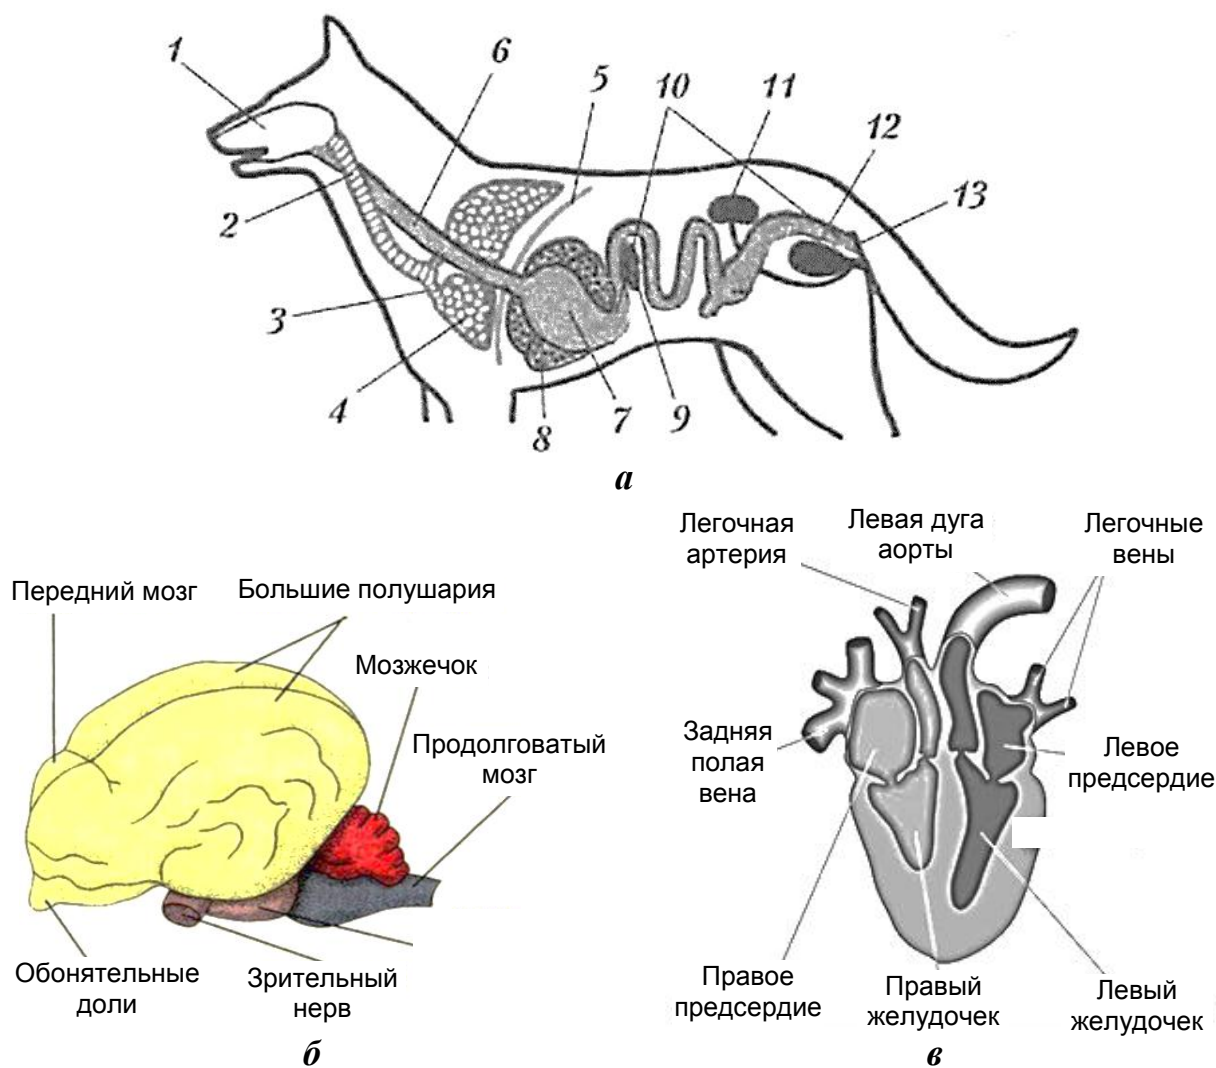 1
6
5
10
11
12
13
2
3
4
8
7
9
а
Легочная
артерия
Левая дуга
аорты
Легочные
вены
Передний мозг
Большие полушария
Мозжечок
Продолговатый
мозг
Задняя
полая
вена
Левое
предсердие
Обонятельные
доли
Зрительный
нерв
Правое
предсердие
Правый
желудочек
Левый
желудочек
б
в